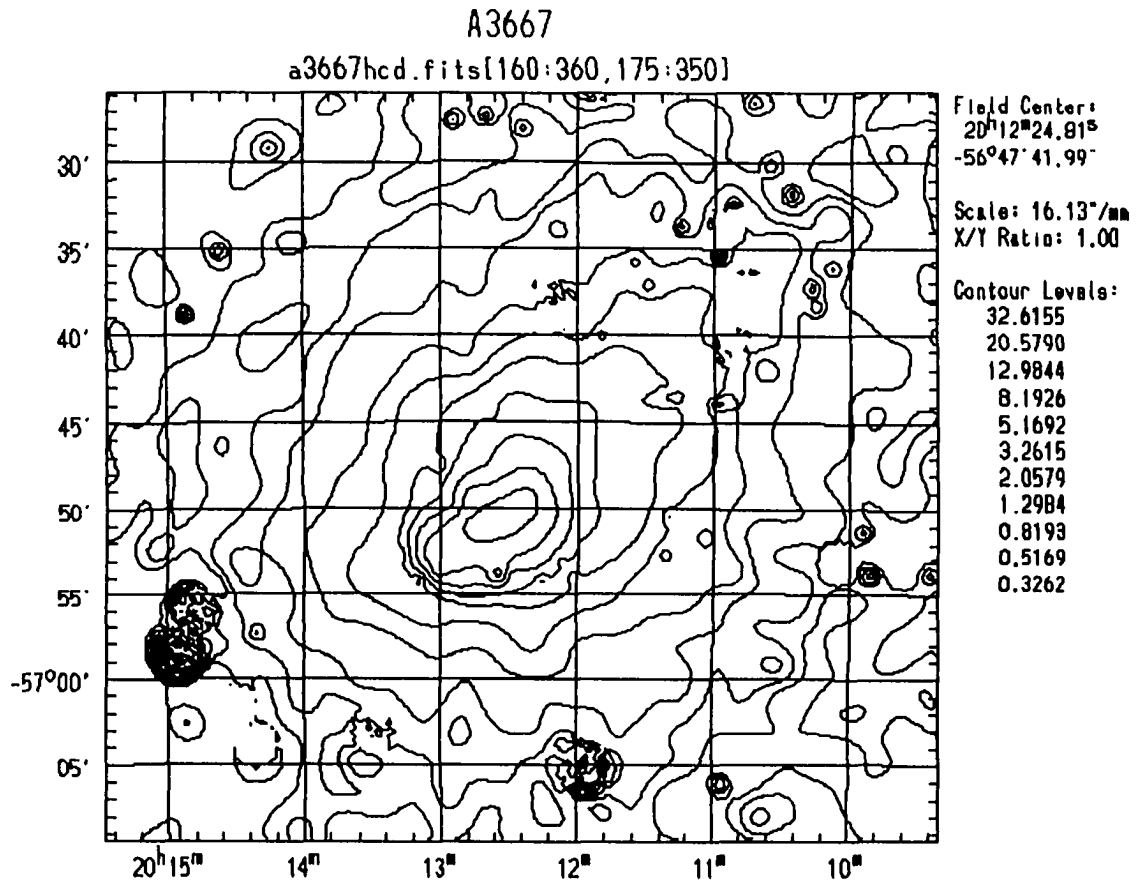 A3667
a3667hcd.fits[160:360,175:350]
Field Center:
20h12m24.81s
-56°47'41.99"
Scale: 16.13"/mm
X/Y Ratio: 1.00
Contour Levels:
32.6155
20.5790
12.9844
8.1926
5.1692
3.2615
2.0579
1.2984
0.8193
0.5169
0.3262
30'
35'
40'
45'
50'
55'
-57°00'
05'
20h15m 14m 13m 12m 11m 10m